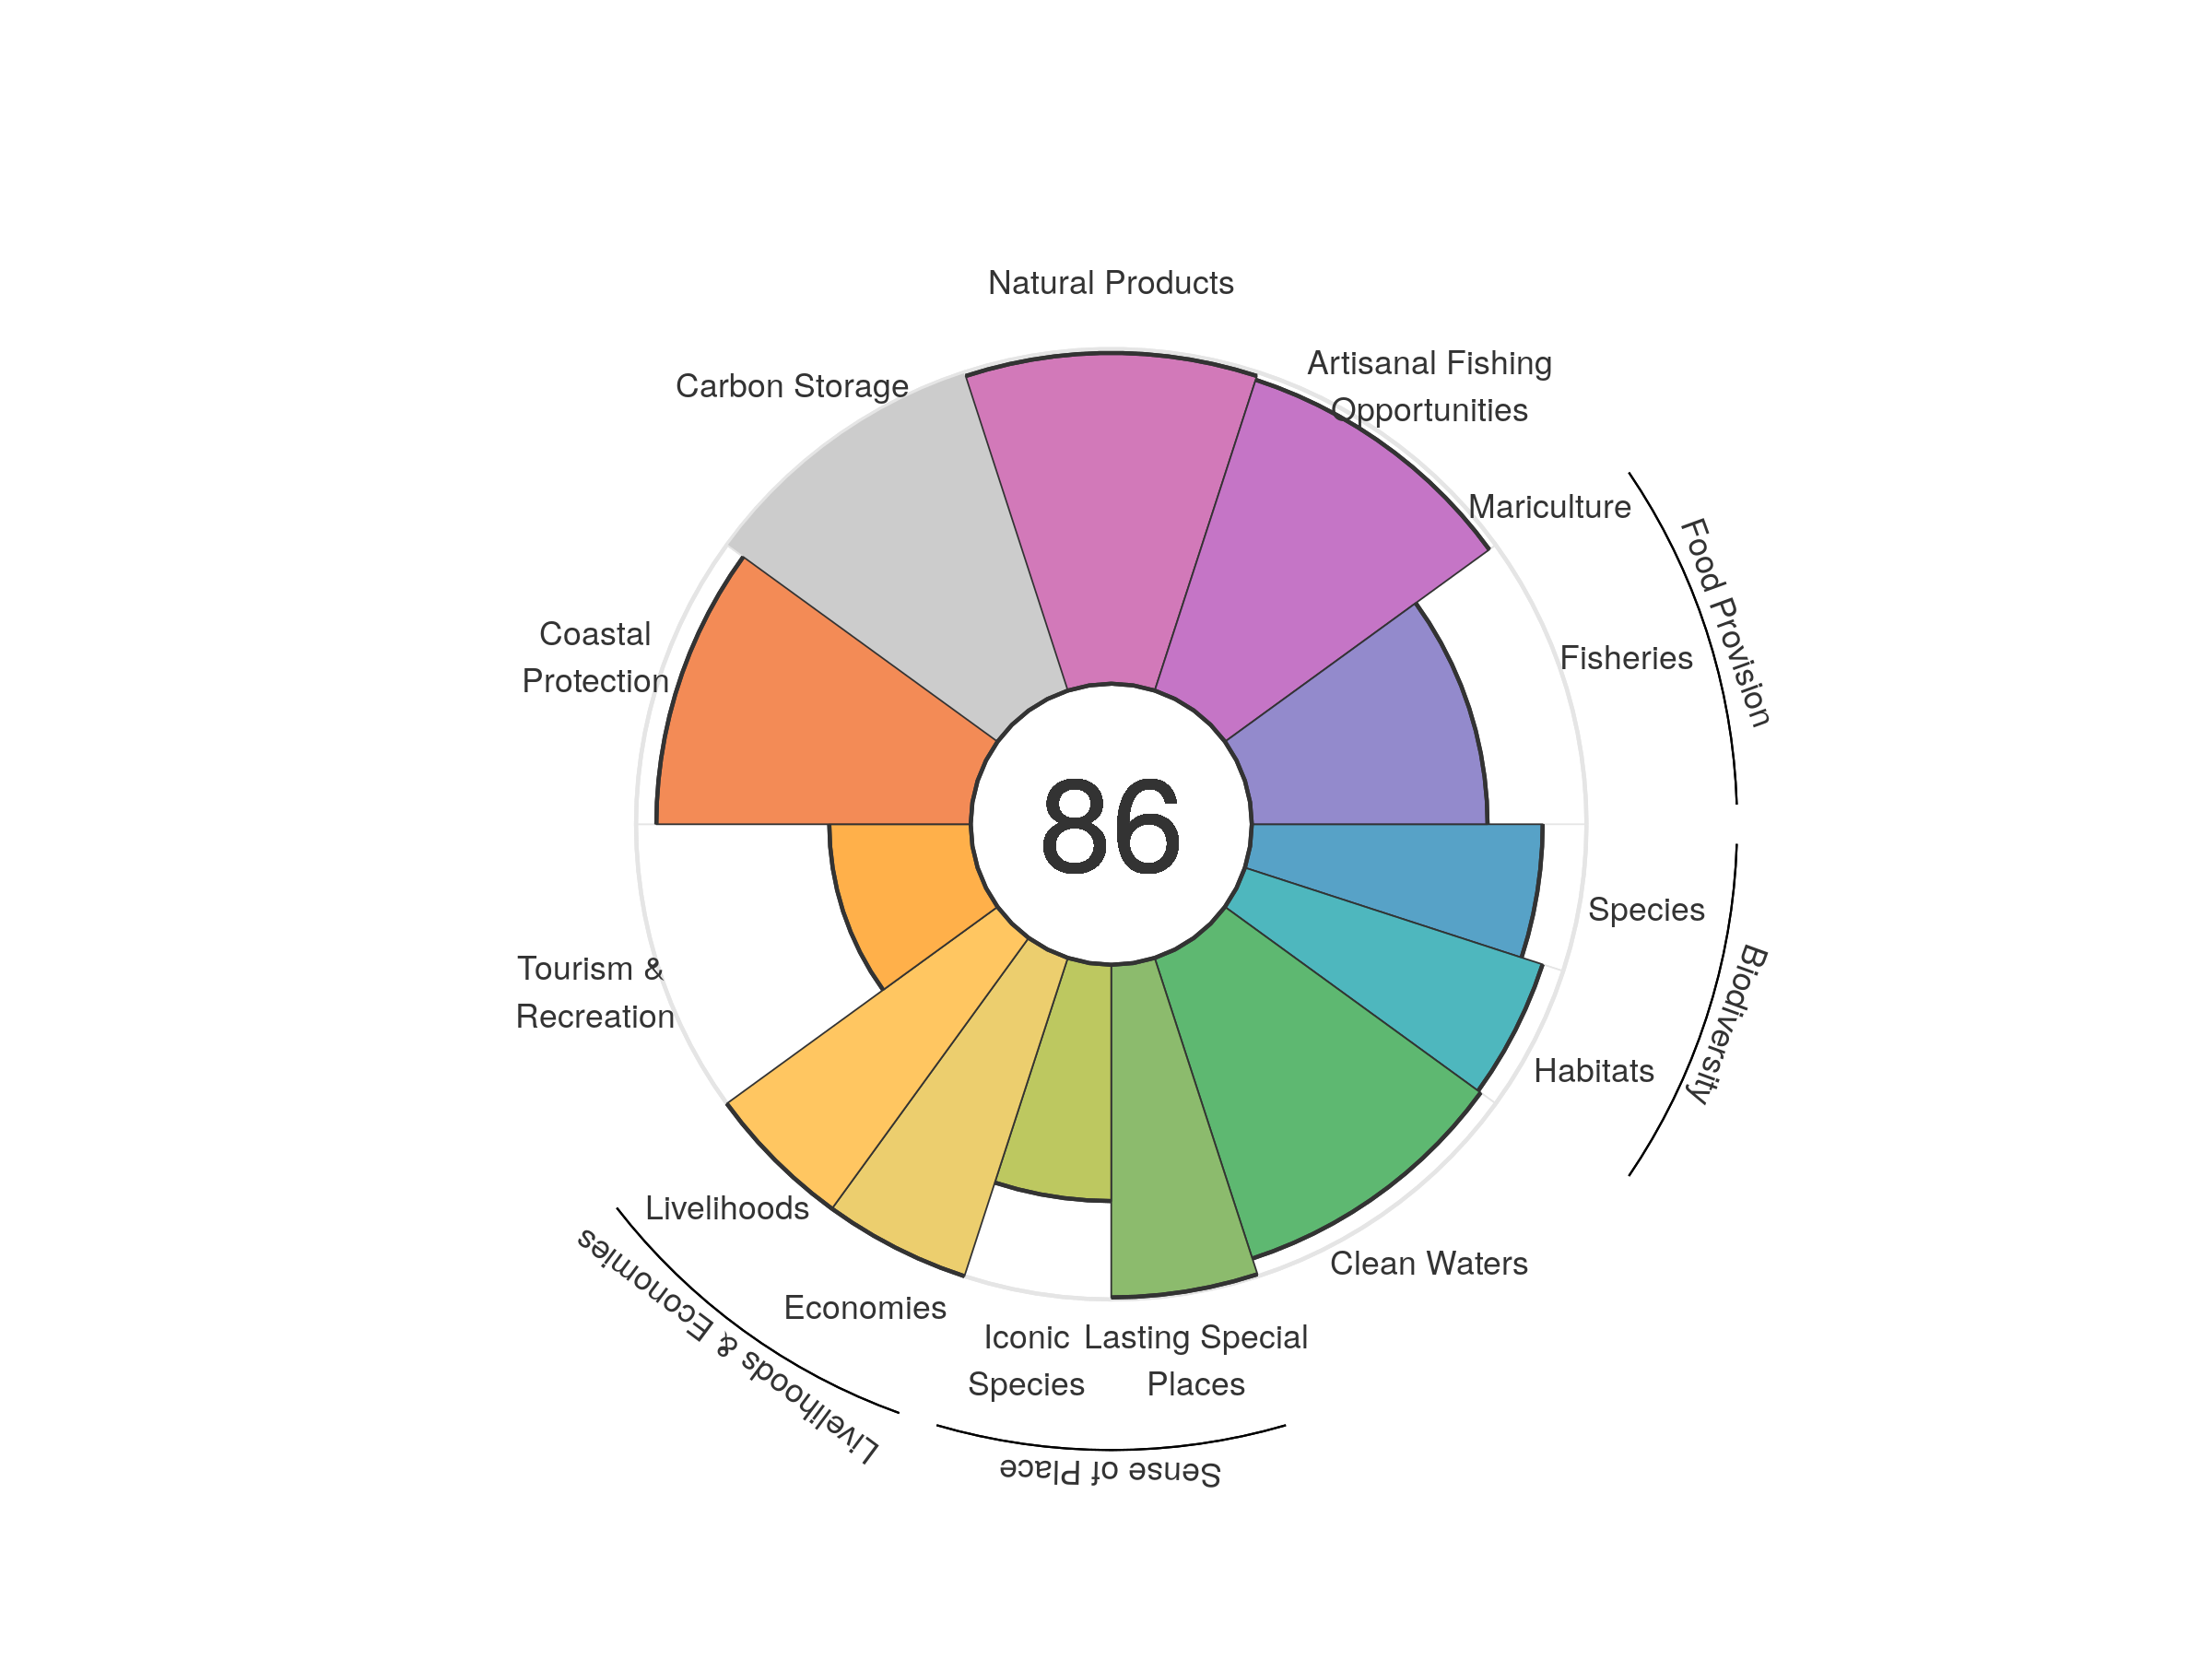 Natural Products
Artisanal Fishing
Opportunities
Carbon Storage
Mariculture
Food Provision
Fisheries
Coastal
Protection
86
Species
Biodiversity
Tourism &
Recreation
Habitats
Livelihoods
Livelihoods & Economies
Clean Waters
Economies
Iconic
Species
Lasting Special
Places
Sense of Place